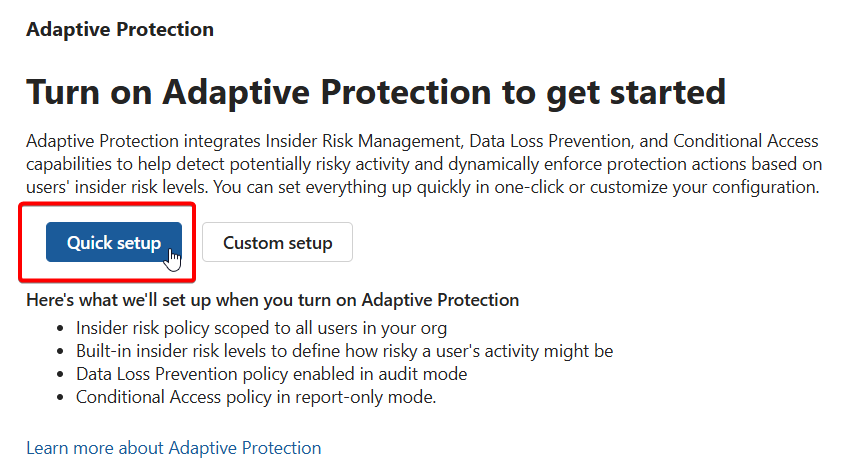 Adaptive Protection
Turn on Adaptive Protection to get started
Adaptive Protection integrates Insider Risk Management, Data Loss Prevention, and Conditional Access
capabilities to help detect potentially risky activity and dynamically enforce protection actions based on
users' insider risk levels. You can set everything up quickly in one-click or customize your configuration.
Quick setup Custom setup
Here's what we'll set up when you turn on Adaptive Protection
• Insider risk policy scoped to all users in your org
• Built-in insider risk levels to define how risky a user's activity might be
• Data Loss Prevention policy enabled in audit mode
• Conditional Access policy in report-only mode.
Learn more about Adaptive Protection